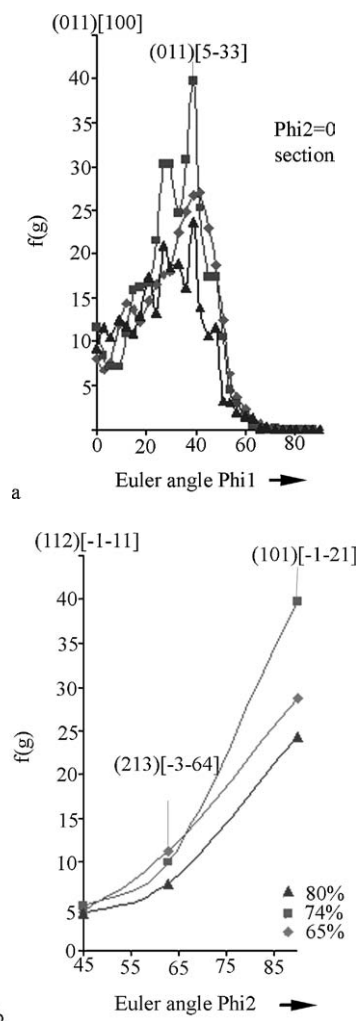 (011)[100]
(011)[5-33]
Phi2=0
section
40
35
30
25
20
15
10
5
f(g)
0 20 40 60 80
Euler angle Phi1
a
(112)[-1-11]
(101)[-1-21]
(213)[-3-64]
40
35
30
25
20
15
10
5
0
f(g)
80%
74%
65%
45 55 65 75 85
Euler angle Phi2